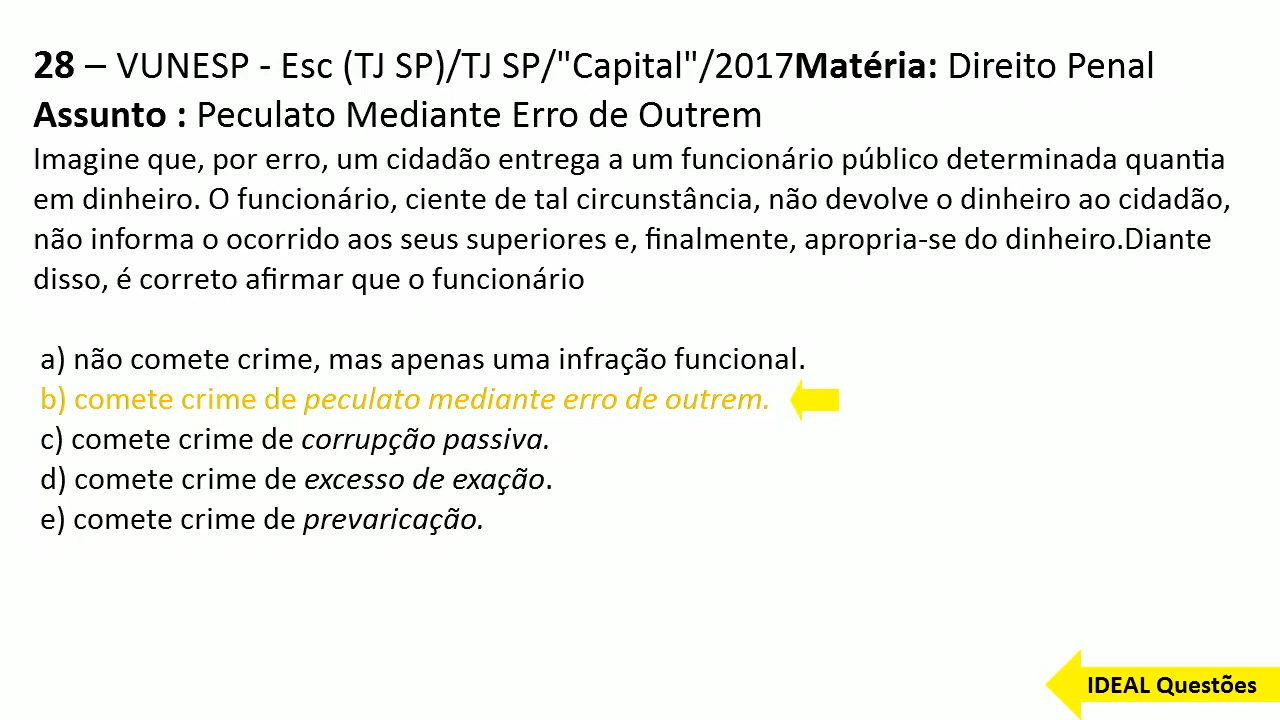 28 – VUNESP - Esc (TJ SP)/TJ SP/"Capital"/2017Matéria: Direito Penal
Assunto : Peculato Mediante Erro de Outrem
Imagine que, por erro, um cidadão entrega a um funcionário público determinada quantia
em dinheiro. O funcionário, ciente de tal circunstância, não devolve o dinheiro ao cidadão,
não informa o ocorrido aos seus superiores e, finalmente, apropria-se do dinheiro.Diante
disso, é correto afirmar que o funcionário
a) não comete crime, mas apenas uma infração funcional.
b) comete crime de peculato mediante erro de outrem.
c) comete crime de corrupção passiva.
d) comete crime de excesso de exação.
e) comete crime de prevaricação.
IDEAL Questões